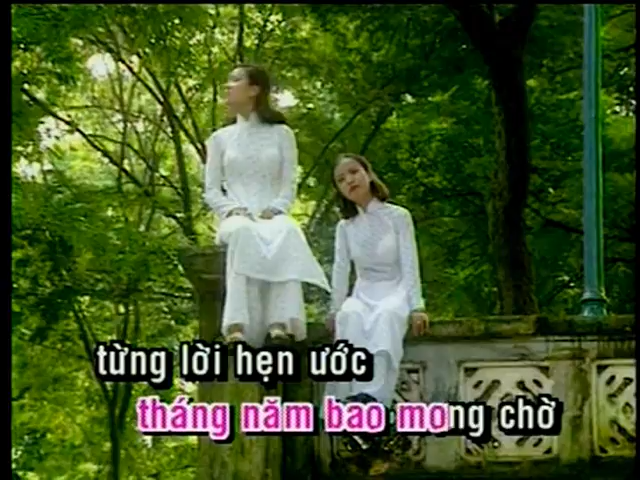 từng lời hẹn ước
tháng năm bao mong chờ